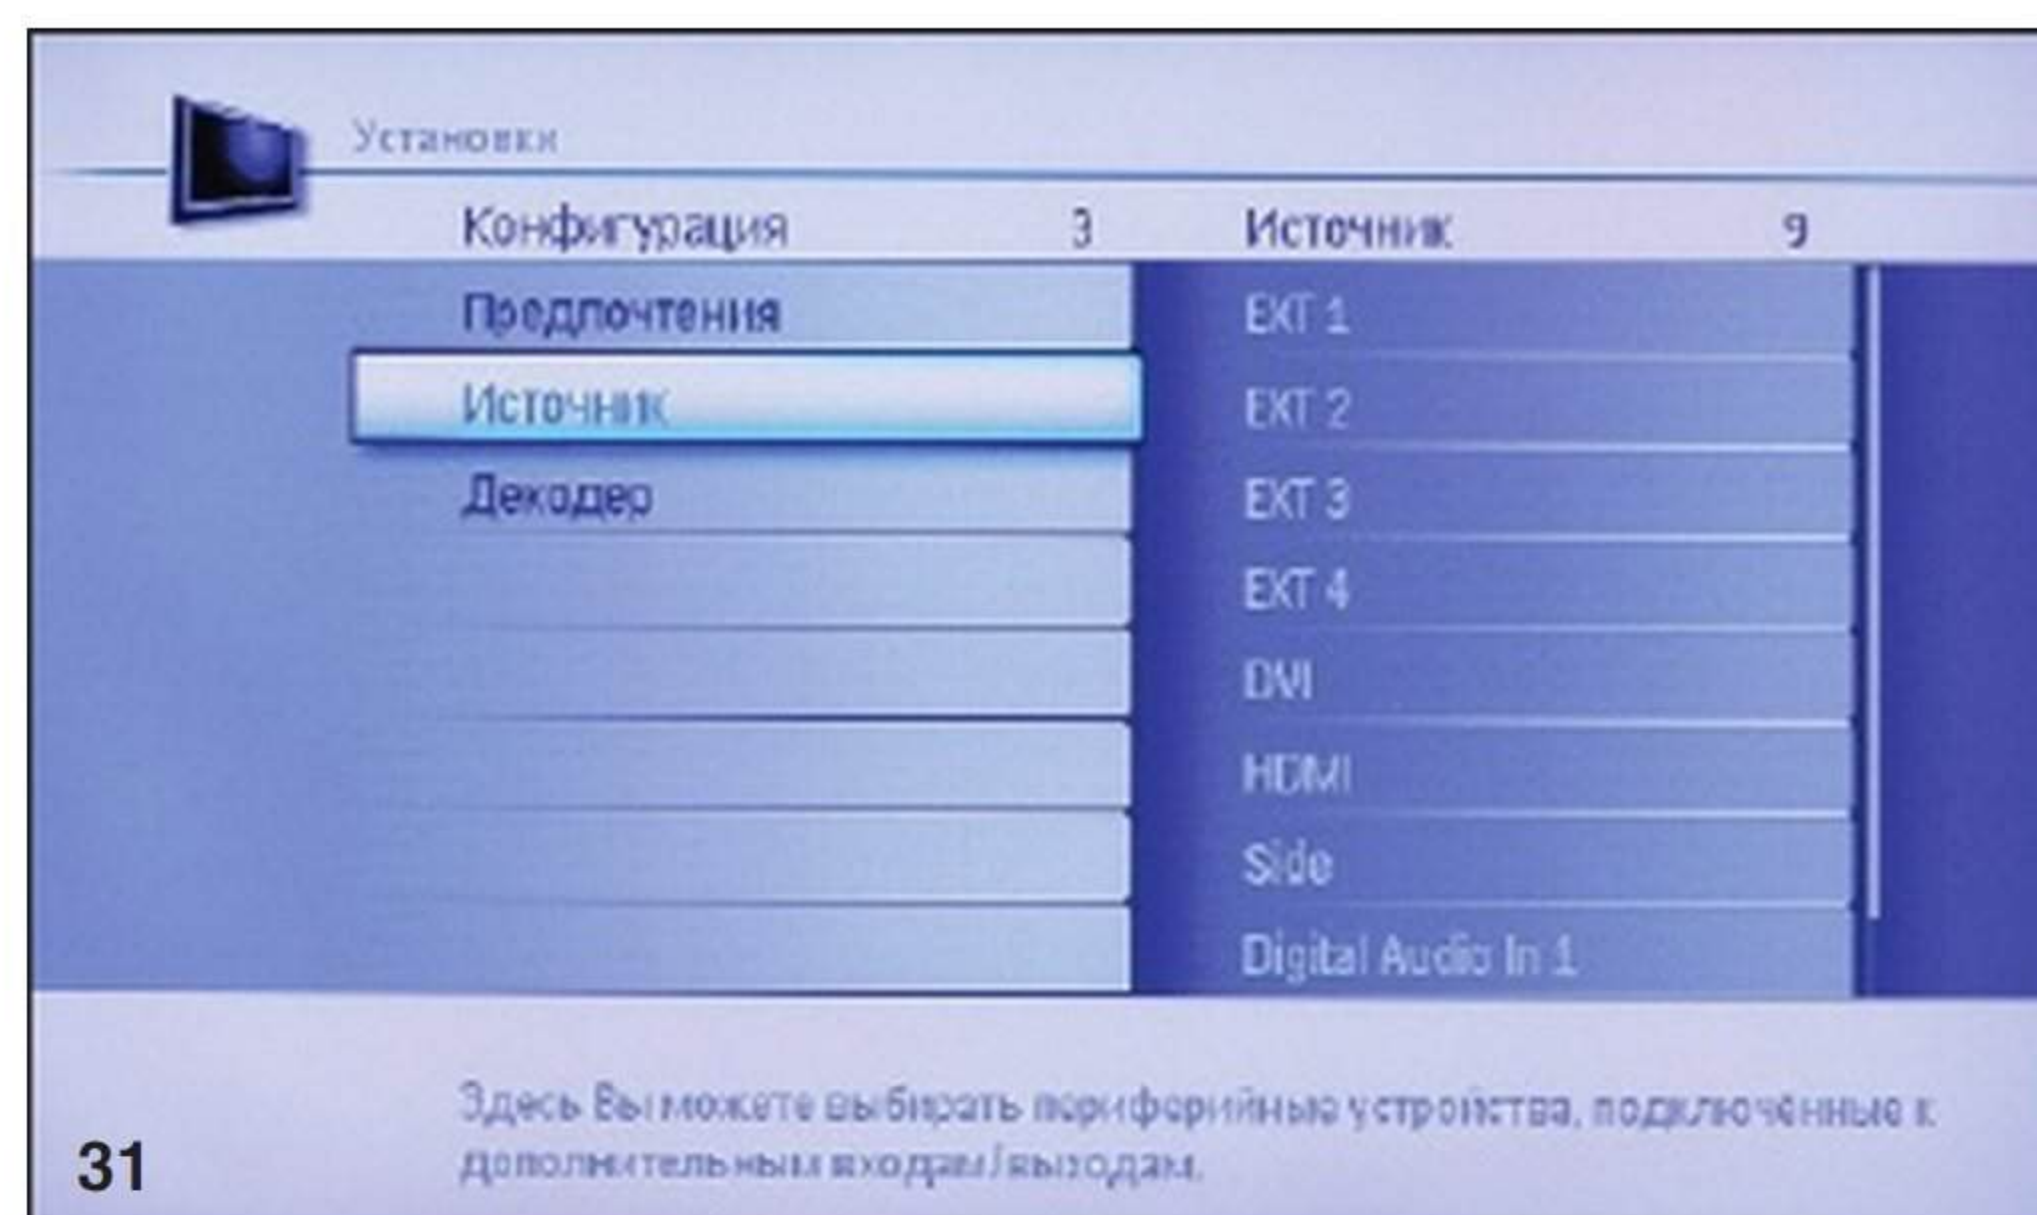 Установки
Конфигурация 3 Источник 9
Предпочтения EXT 1
Источник EXT 2
Декодер EXT 3
EXT 4
DVI
HDMI
Side
Digital Audio In 1
Здесь Вы можете выбирать периферийные устройства, подключенные к
дополнительным входам/выходам.
31